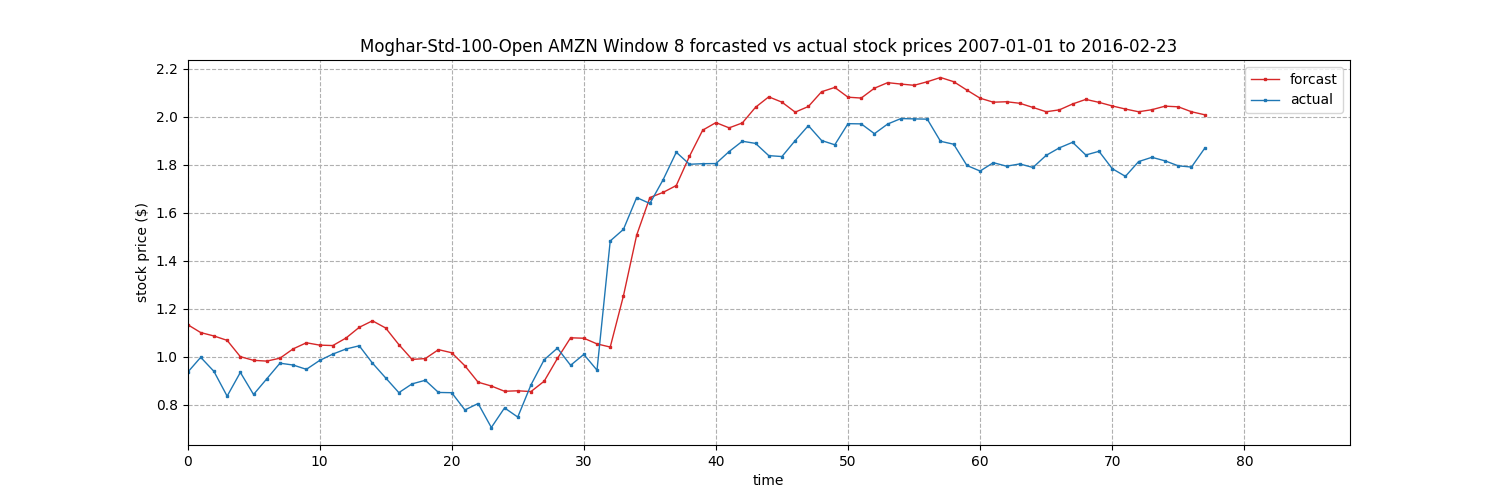 Moghar-Std-100-Open AMZN Window 8 forcasted vs actual stock prices 2007-01-01 to 2016-02-23
forcast
actual
stock price ($)
2.2
2.0
1.8
1.6
1.4
1.2
1.0
0.8
0 10 20 30 40 50 60 70 80
time